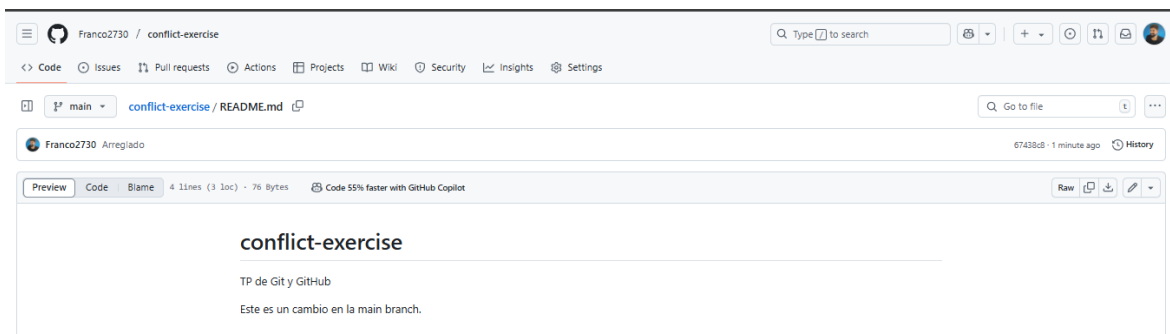 Franco2730 / conflict-exercise
Type / to search
Code Issues Pull requests Actions Projects Wiki Security Insights Settings
main conflict-exercise / README.md
Go to file t
Franco2730 Arreglado
67438c8 · 1 minute ago History
Preview Code Blame 4 lines (3 loc) · 76 Bytes Code 55% faster with GitHub Copilot
Raw
conflict-exercise
TP de Git y GitHub
Este es un cambio en la main branch.